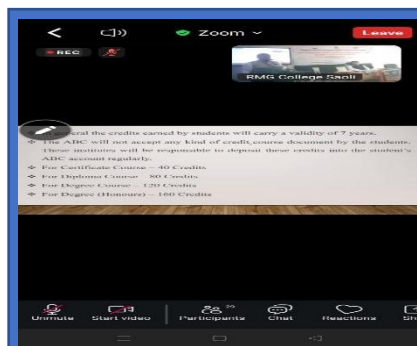 Zoom
Leave
REC
RMG College Saoli
general the credits earned by students will carry a validity of 7 years.
The ABC will not accept any kind of credit course document by the students.
These institutes will be responsible to deposit these credits into the student's
ABC account regularly.
For Certificate Course – 40 Credits
For Diploma Course – 80 Credits
For Degree Course – 120 Credits
For Degree (Honours) – 160 Credits
Unmute
Start video
Participants
Chat
Reactions
Sh